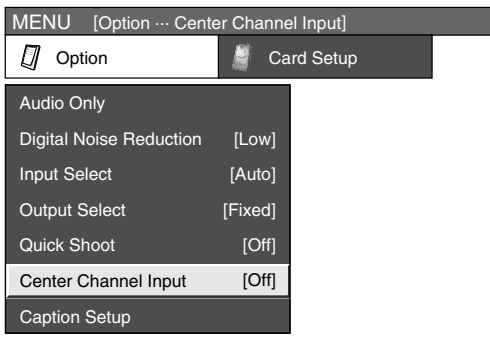 MENU [Option ··· Center Channel Input]
Option Card Setup
Audio Only
Digital Noise Reduction [Low]
Input Select [Auto]
Output Select [Fixed]
Quick Shoot [Off]
Center Channel Input [Off]
Caption Setup